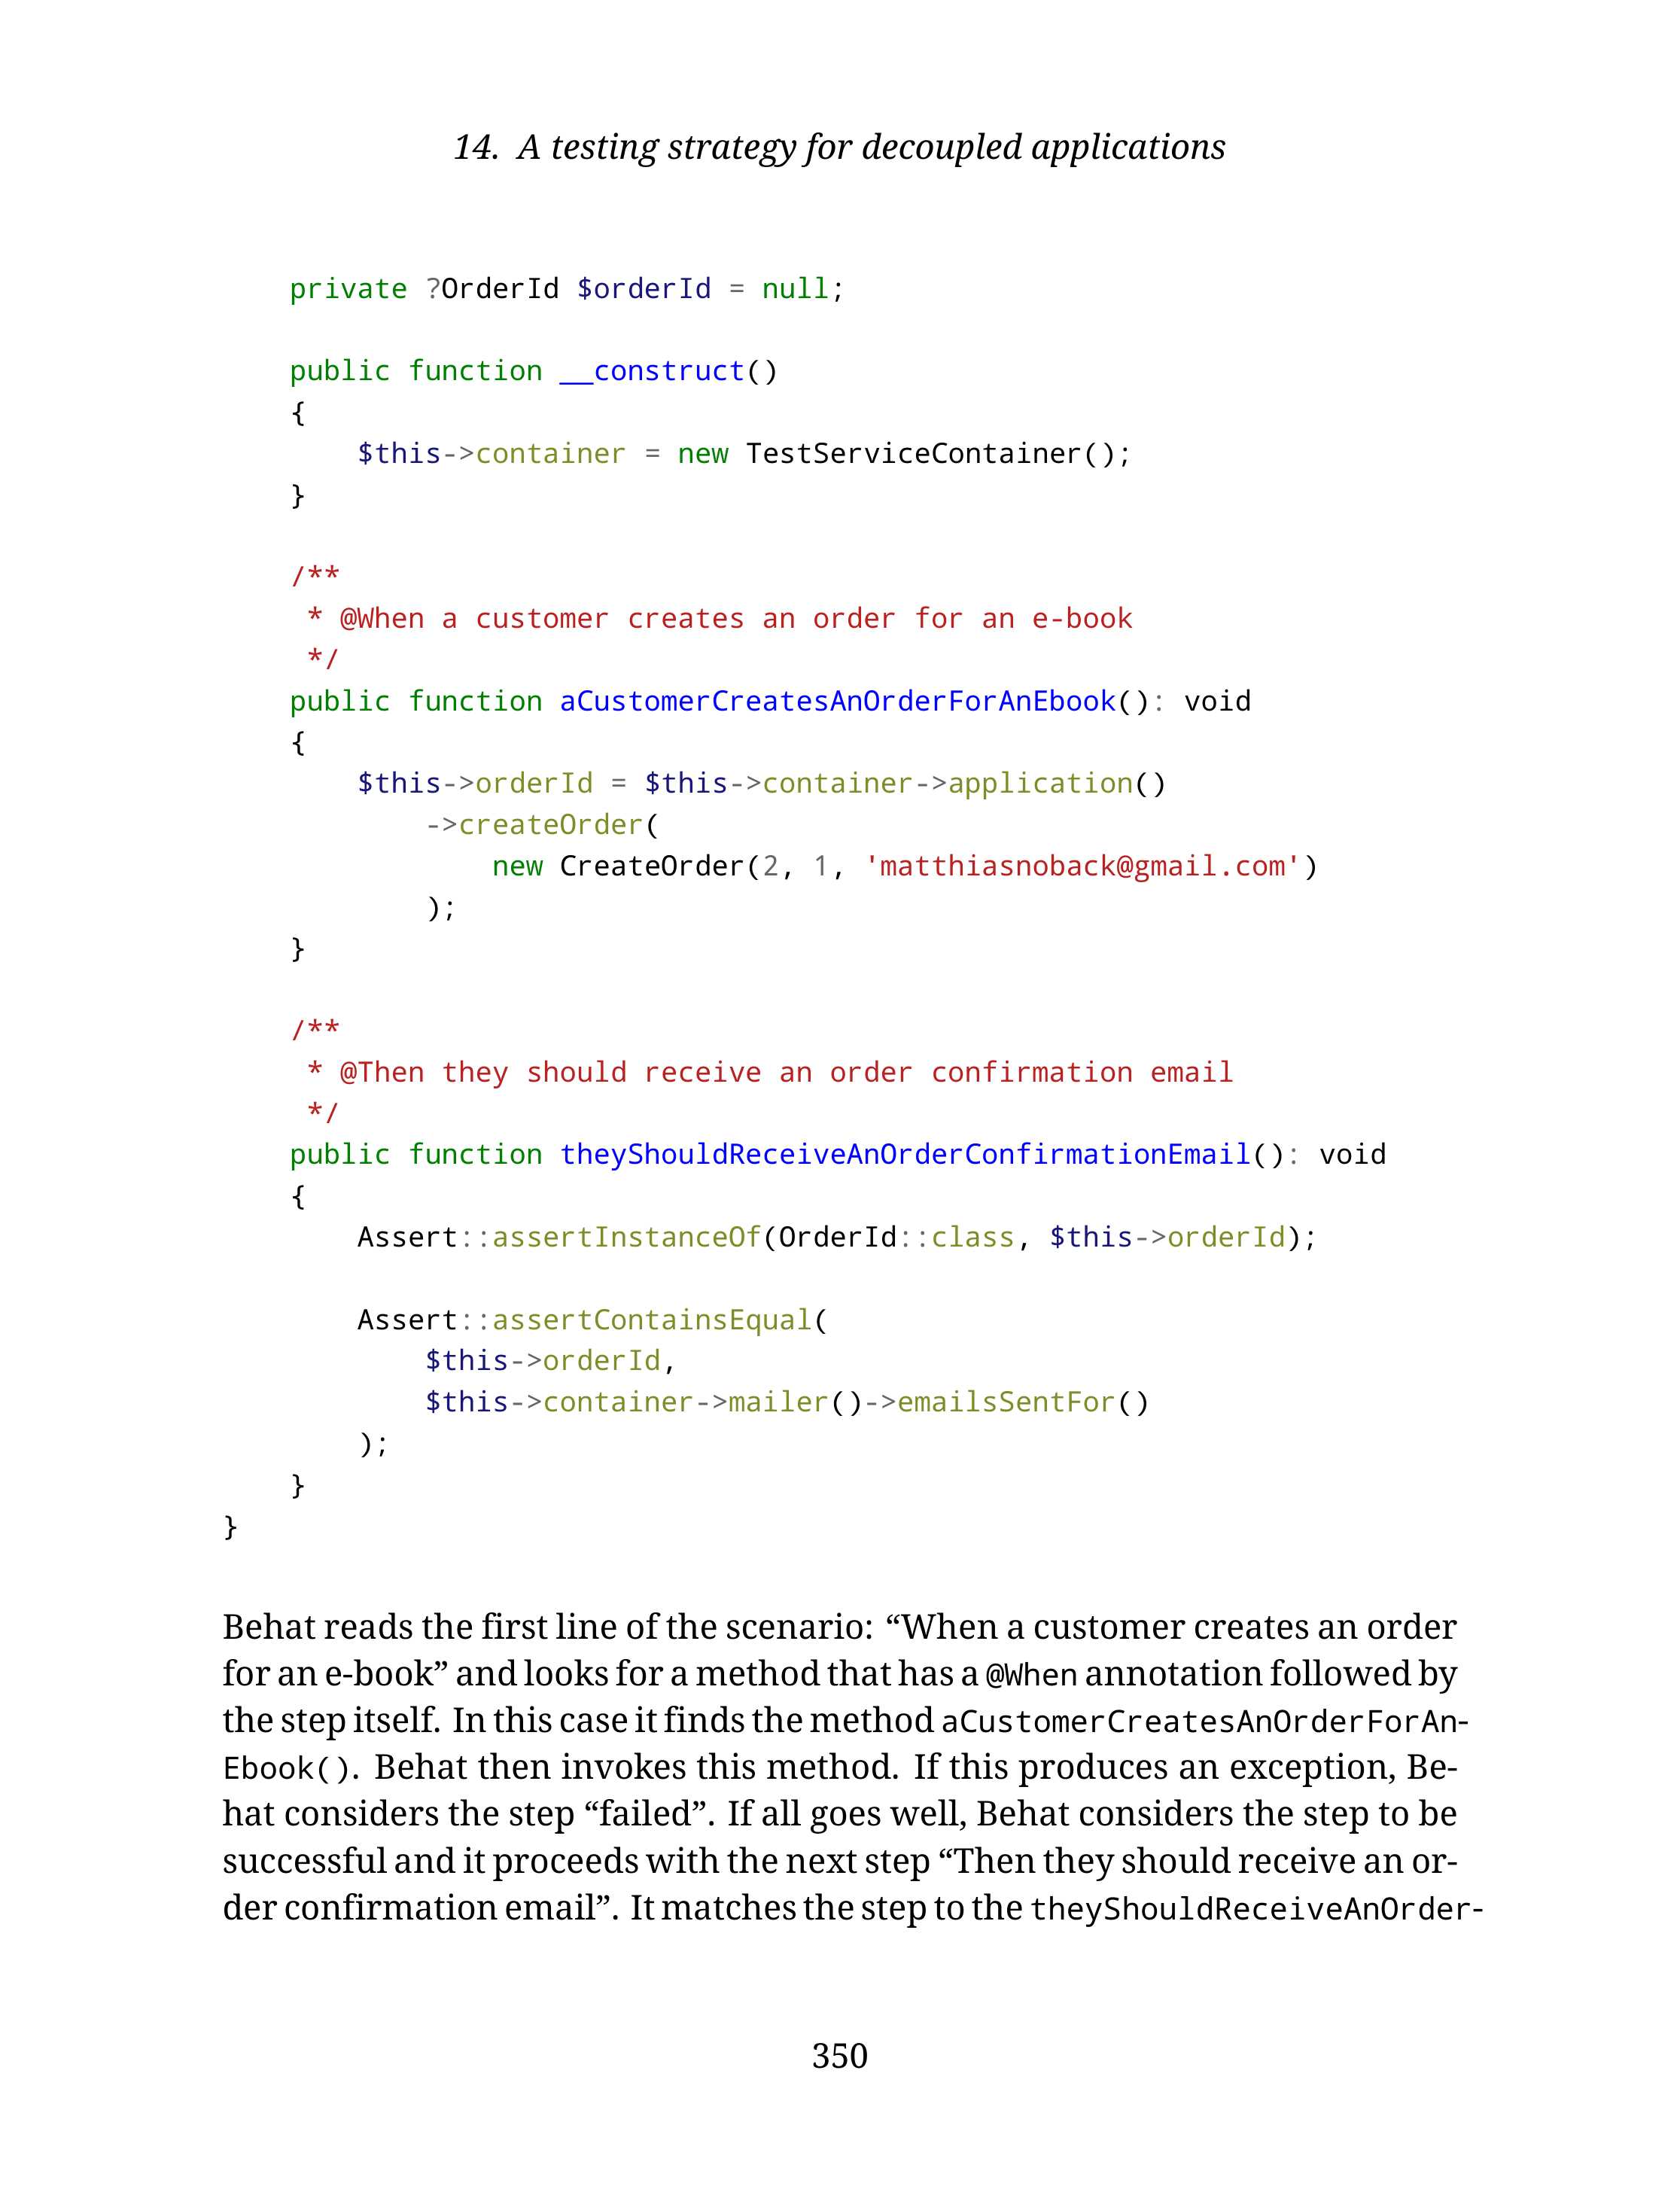 14. A testing strategy for decoupled applications
private ?OrderId $orderId = null;
public function __construct()
{
$this->container = new TestServiceContainer();
}
/**
* @When a customer creates an order for an e-book
*/
public function aCustomerCreatesAnOrderForAnEbook(): void
{
$this->orderId = $this->container->application()
->createOrder(
new CreateOrder(2, 1, 'matthiasnoback@gmail.com')
);
}
/**
* @Then they should receive an order confirmation email
*/
public function theyShouldReceiveAnOrderConfirmationEmail(): void
{
Assert::assertInstanceOf(OrderId::class, $this->orderId);
Assert::assertContainsEqual(
$this->orderId,
$this->container->mailer()->emailsSentFor()
);
}
}
Behat reads the first line of the scenario: “When a customer creates an order
for an e-book” and looks for a method that has a @When annotation followed by
the step itself. In this case it finds the method aCustomerCreatesAnOrderForAn-
Ebook(). Behat then invokes this method. If this produces an exception, Be-
hat considers the step “failed”. If all goes well, Behat considers the step to be
successful and it proceeds with the next step “Then they should receive an or-
der confirmation email”. It matches the step to the theyShouldReceiveAnOrder-
350